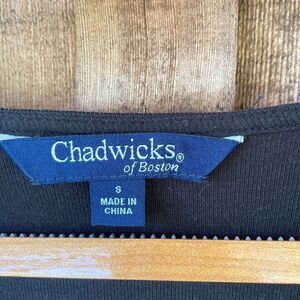 Chadwicks®
of Boston
S
MADE IN
CHINA